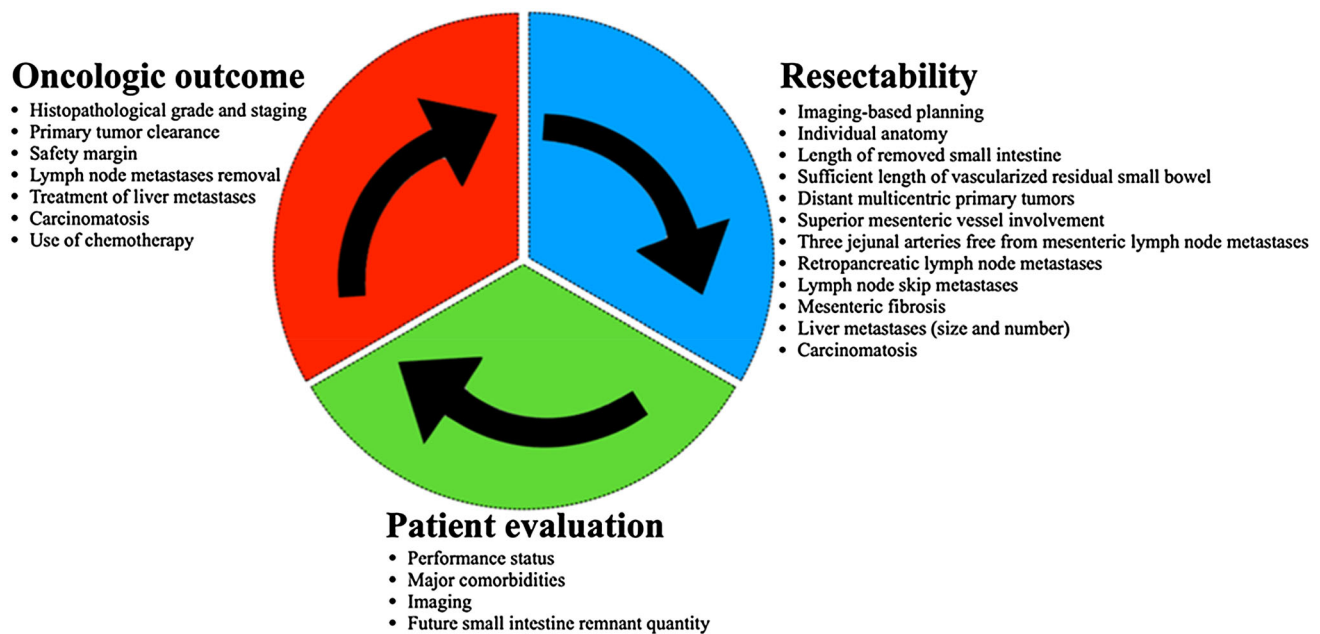 Oncologic outcome
• Histopathological grade and staging
• Primary tumor clearance
• Safety margin
• Lymph node metastases removal
• Treatment of liver metastases
• Carcinomatosis
• Use of chemotherapy
Resectability
• Imaging-based planning
• Individual anatomy
• Length of removed small intestine
• Sufficient length of vascularized residual small bowel
• Distant multicentric primary tumors
• Superior mesenteric vessel involvement
• Three jejunal arteries free from mesenteric lymph node metastases
• Retropancreatic lymph node metastases
• Lymph node skip metastases
• Mesenteric fibrosis
• Liver metastases (size and number)
• Carcinomatosis
Patient evaluation
• Performance status
• Major comorbidities
• Imaging
• Future small intestine remnant quantity